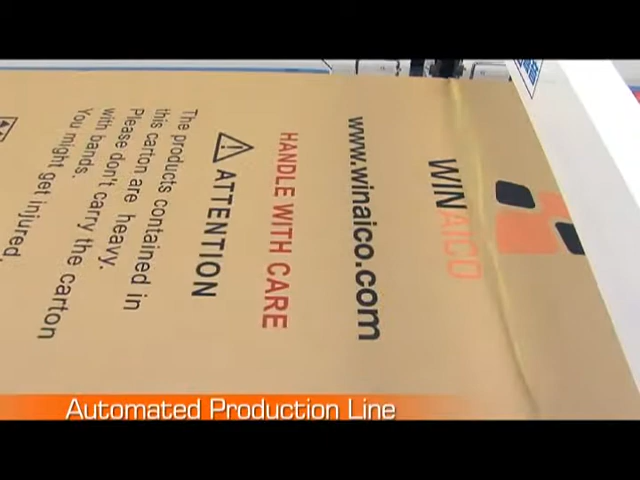 WINAICO
www.winaico.com
HANDLE WITH CARE
ATTENTION
The products contained in
this carton are heavy.
Please don't carry the carton
with hands.
You might get injured.
Automated Production Line